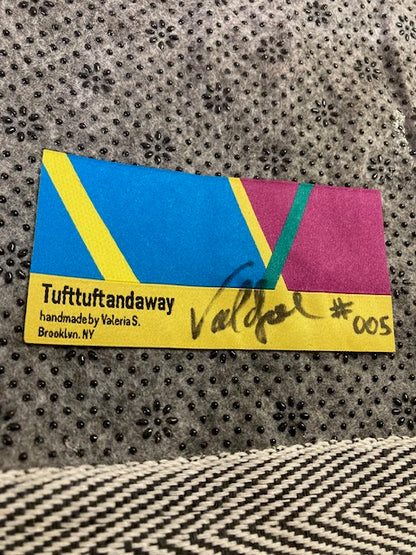 Tufttuftandaway
handmade by Valeria S.
Brooklyn. NY
#005